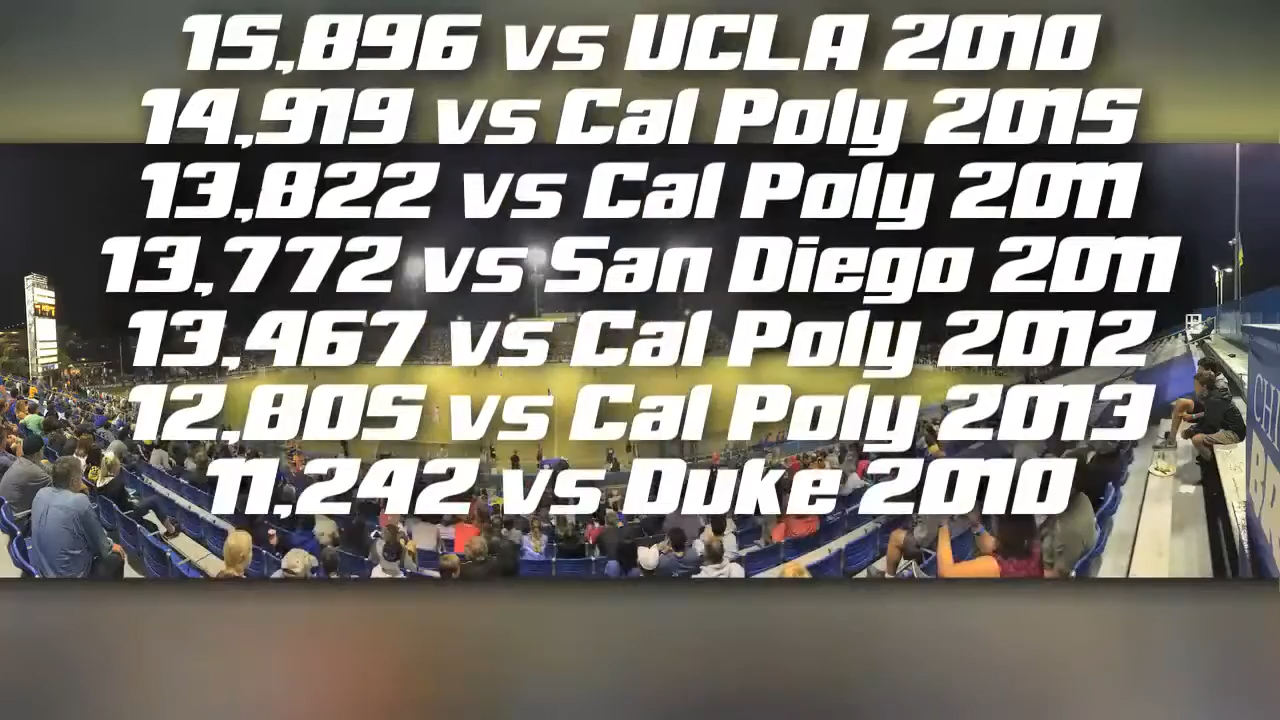 15,896 vs UCLA 2010
14,919 vs Cal Poly 2015
13,822 vs Cal Poly 2011
13,772 vs San Diego 2011
13,467 vs Cal Poly 2012
12,805 vs Cal Poly 2013
11,242 vs Duke 2010